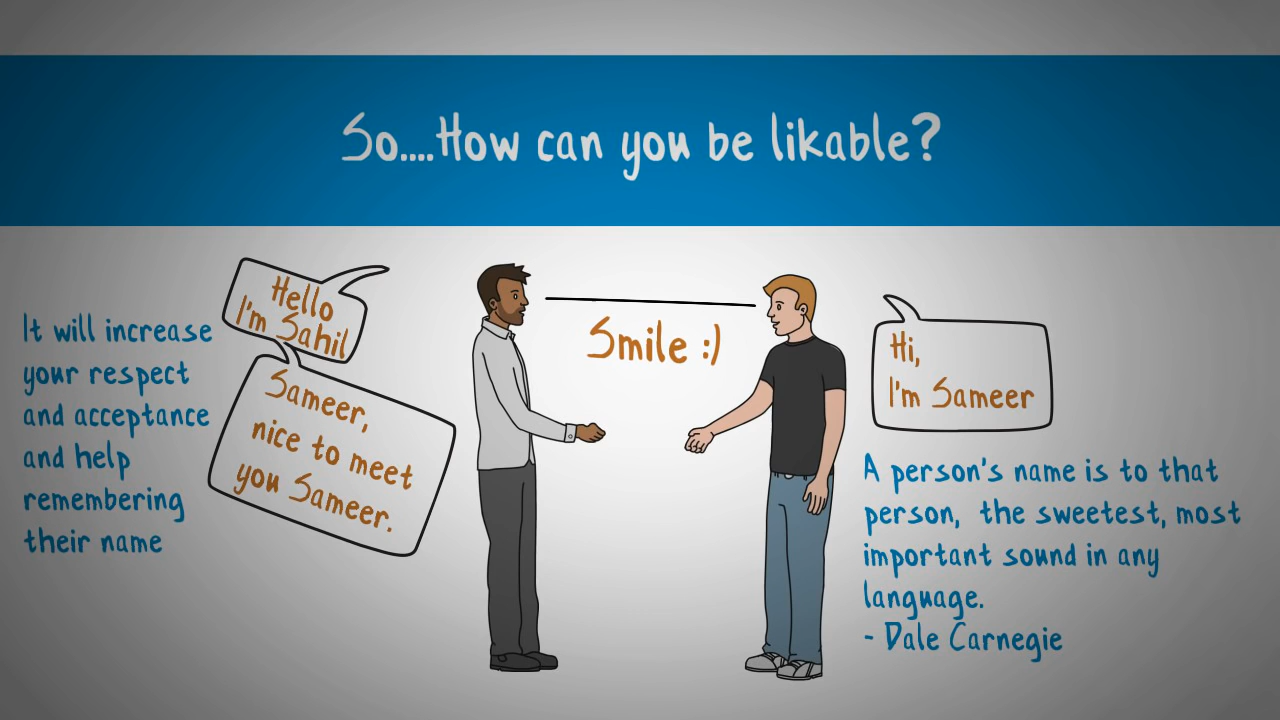 So....How can you be likable?
Hello
I'm Sahil
Sameer,
nice to meet
you Sameer.
It will increase
your respect
and acceptance
and help
remembering
their name
Smile :)
Hi,
I'm Sameer
A person's name is to that
person, the sweetest, most
important sound in any
language.
- Dale Carnegie